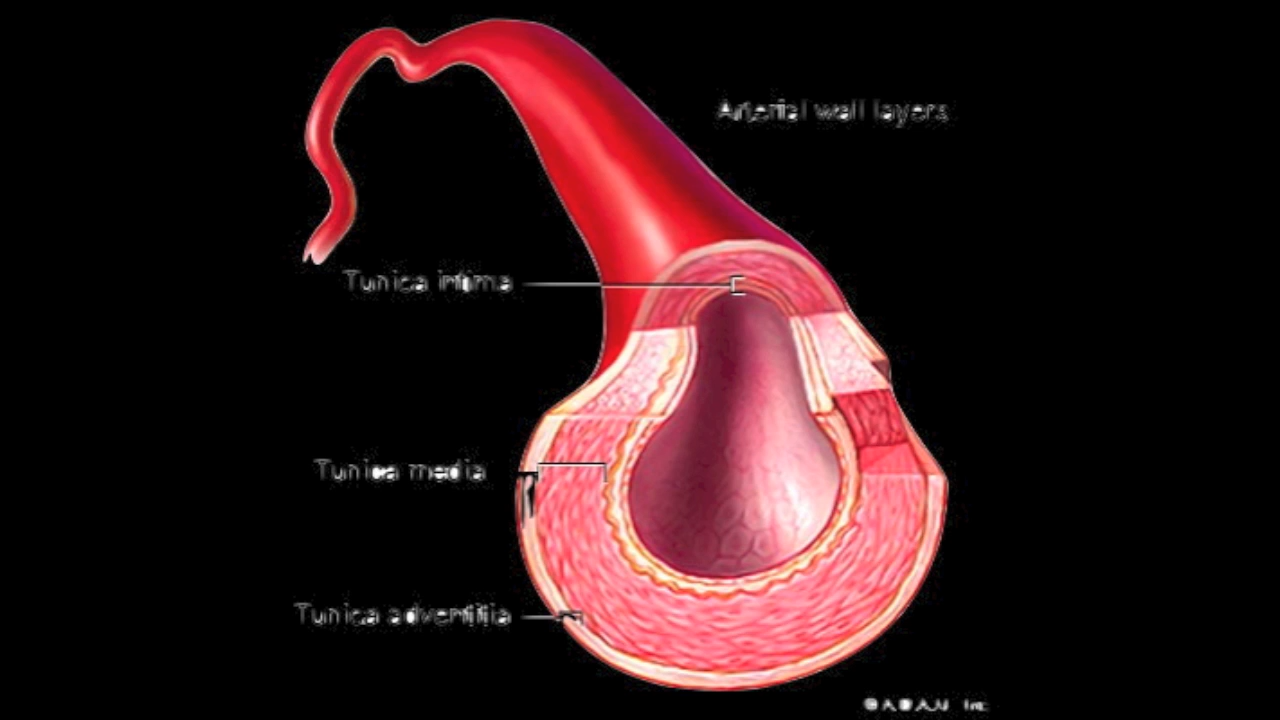 Arterial wall layers
Tunica intima
Tunica media
Tunica adventitia
©A.D.A.M. Inc.